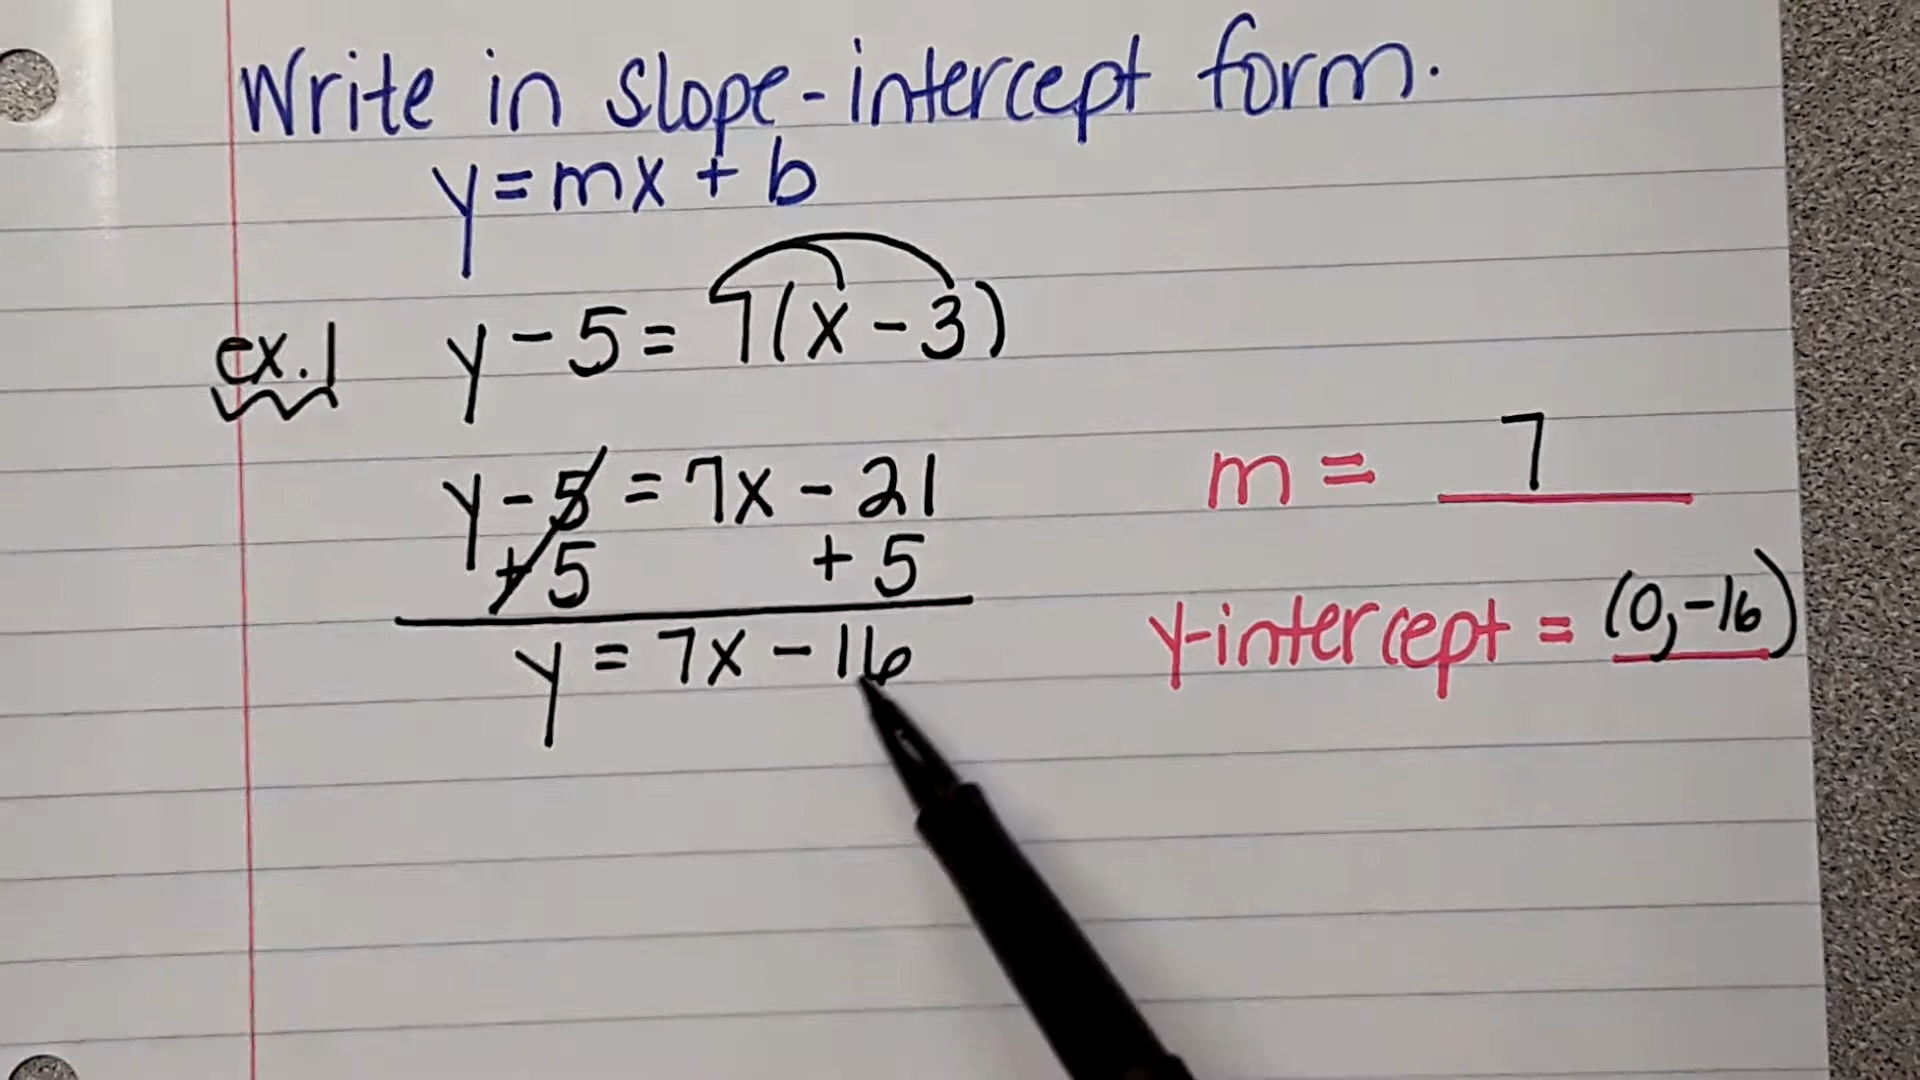 Write in slope-intercept form.
y = mx + b
ex. 1 y - 5 = 7(x - 3)
y - 5 = 7x - 21
+ 5 + 5
y = 7x - 16
m = 7
y-intercept = (0, -16)